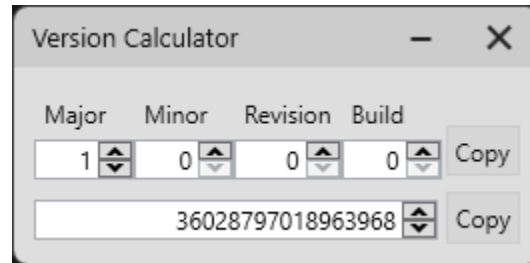 Version Calculator
Major Minor Revision Build
1 0 0 0 Copy
36028797018963968 Copy